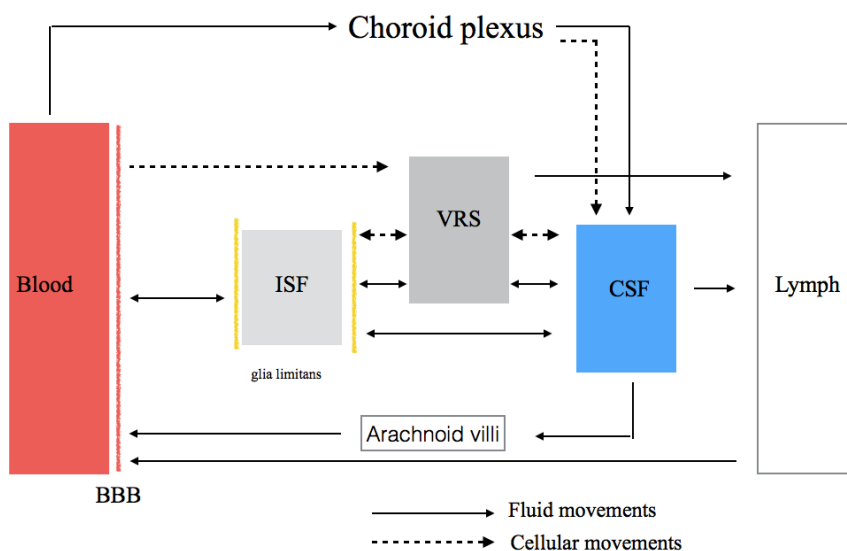 Choroid plexus
VRS
Blood
ISF
CSF
Lymph
glia limitans
Arachnoid villi
BBB
Fluid movements
Cellular movements